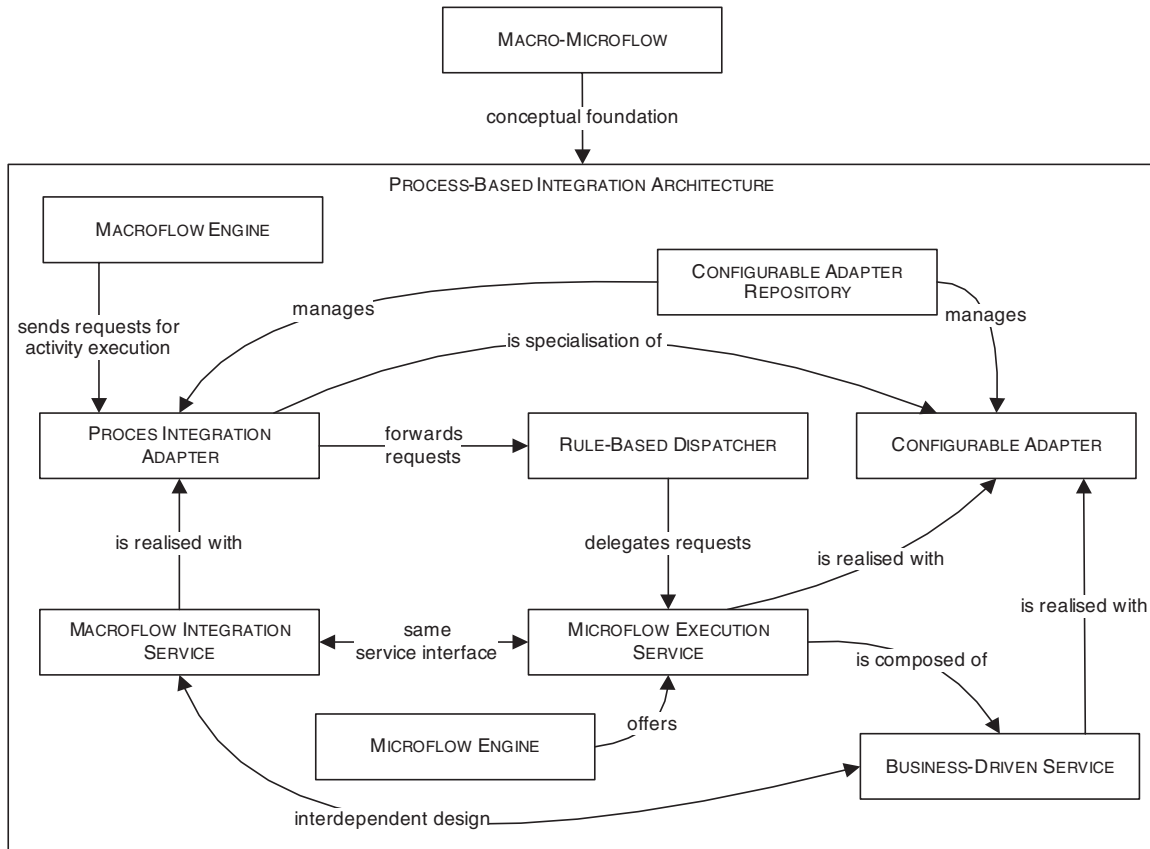 MACRO-MICROFLOW
conceptual foundation
PROCESS-BASED INTEGRATION ARCHITECTURE
MACROFLOW ENGINE
CONFIGURABLE ADAPTER
REPOSITORY
manages
manages
sends requests for
activity execution
is specialisation of
PROCES INTEGRATION
ADAPTER
forwards
requests
RULE-BASED DISPATCHER
CONFIGURABLE ADAPTER
is realised with
delegates requests
is realised with
is realised with
MACROFLOW INTEGRATION
SERVICE
same
service interface
MICROFLOW EXECUTION
SERVICE
is composed of
offers
MICROFLOW ENGINE
BUSINESS-DRIVEN SERVICE
interdependent design